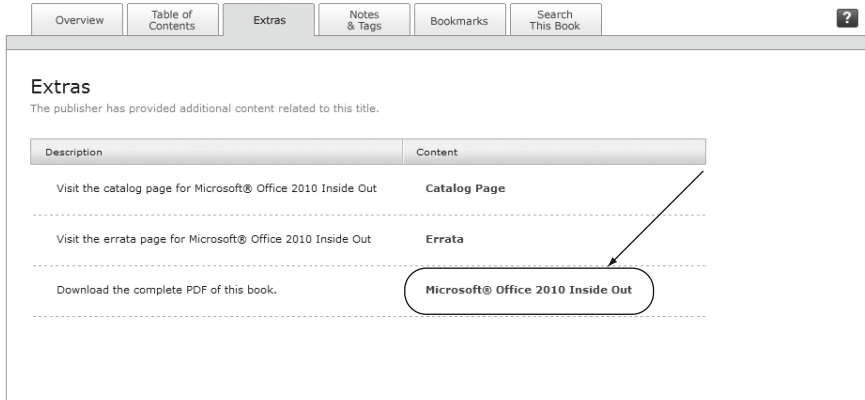 Overview
Table of
Contents
Extras
Notes
& Tags
Bookmarks
Search
This Book
?
Extras
The publisher has provided additional content related to this title.
Description Content
Visit the catalog page for Microsoft® Office 2010 Inside Out Catalog Page
Visit the errata page for Microsoft® Office 2010 Inside Out Errata
Download the complete PDF of this book. Microsoft® Office 2010 Inside Out